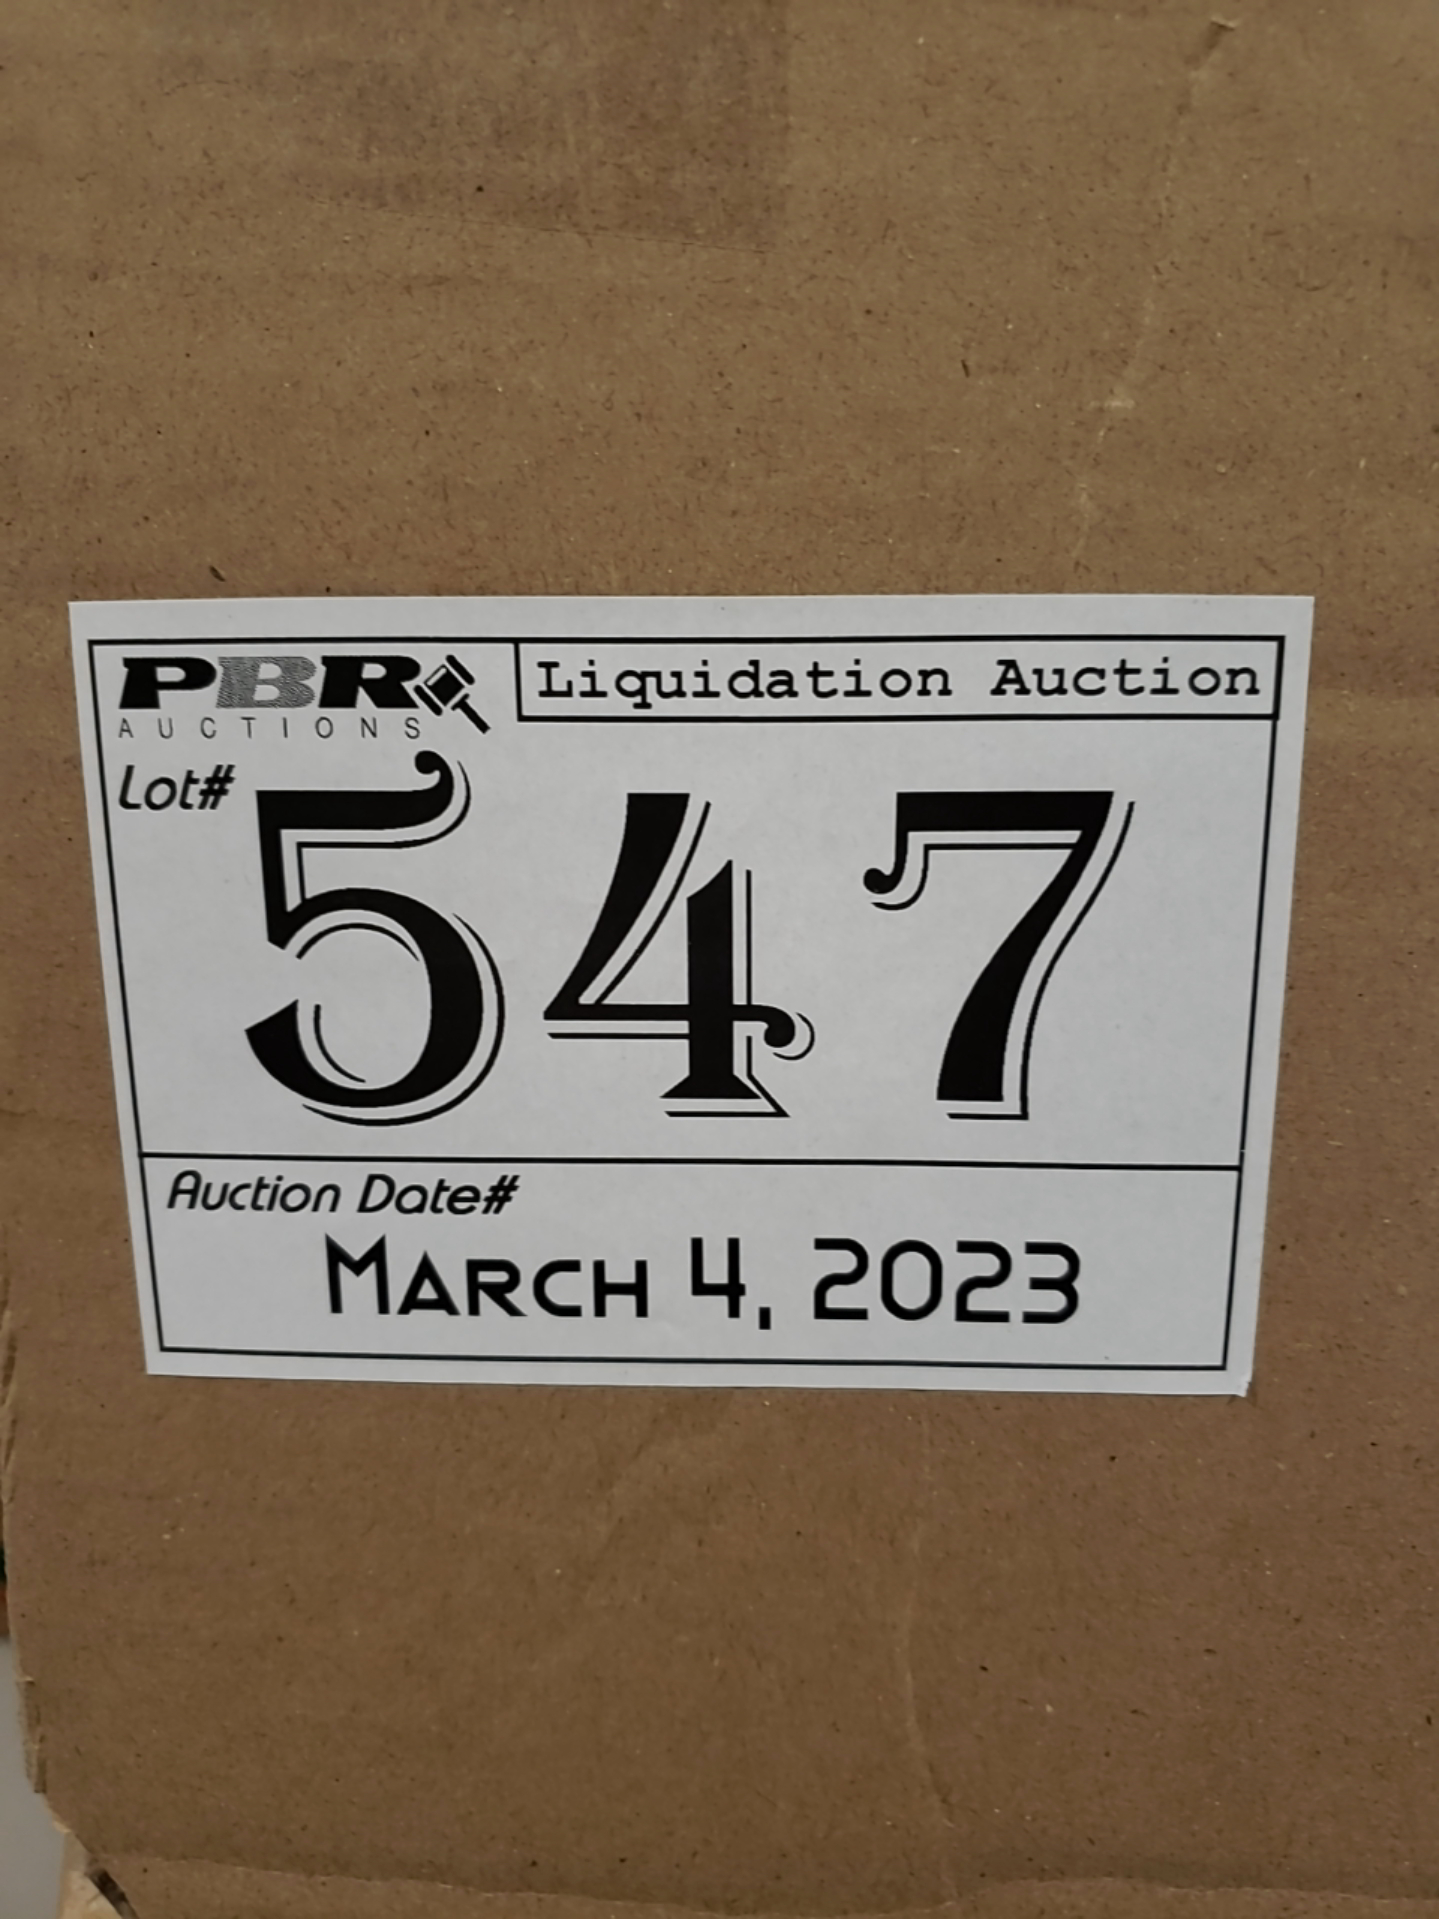 PBR
AUCTIONS
Liquidation Auction
Lot#
547
Auction Date#
MARCH 4, 2023